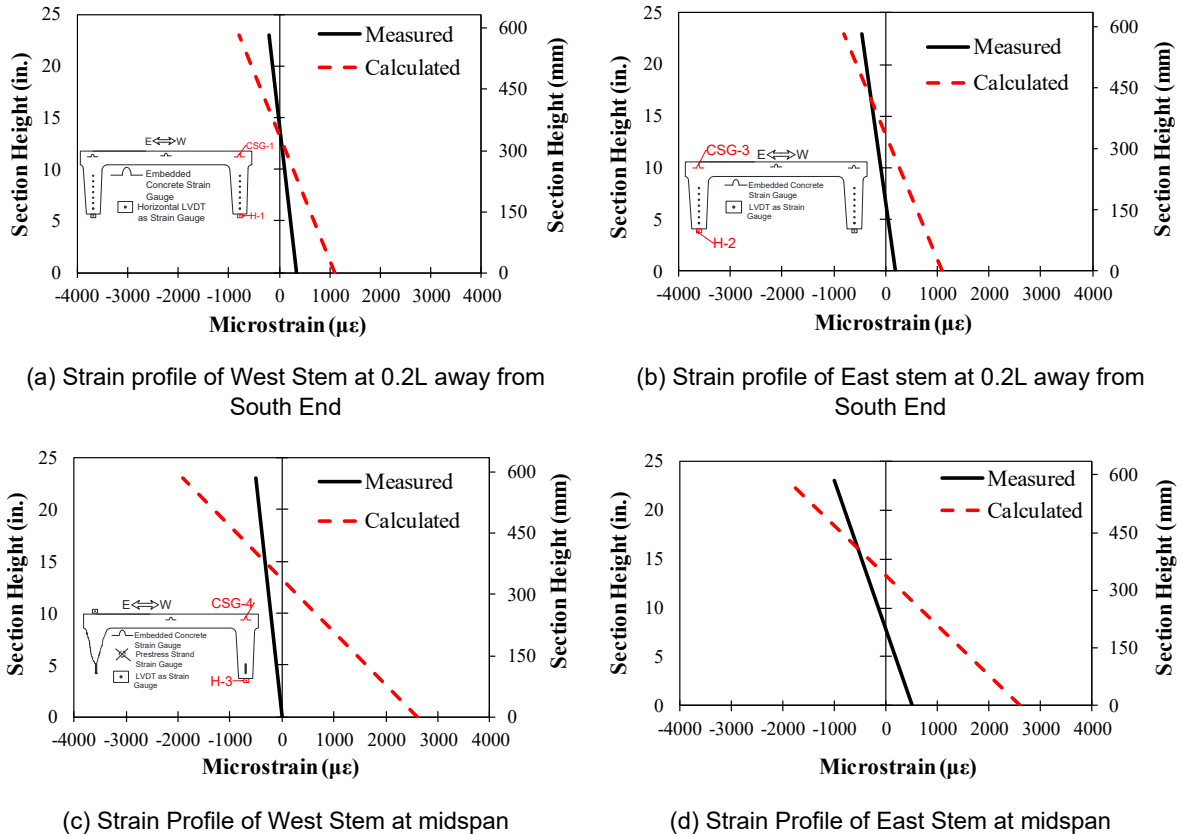 25
20
15
10
5
0
Section Height (in.)
600
450
300
150
0
Section Height (mm)
Measured
Calculated
E W
CSG-1
Embedded
Concrete Strain
Gauge
Horizontal LVDT
as Strain Gauge
H-1
-4000 -3000 -2000 -1000 0 1000 2000 3000 4000
Microstrain (με)
(a) Strain profile of West Stem at 0.2L away from
South End
25
20
15
10
5
0
Section Height (in.)
600
450
300
150
0
Section Height (mm)
Measured
Calculated
CSG-3
E W
Embedded Concrete
Strain Gauge
LVDT as Strain
Gauge
H-2
-4000 -3000 -2000 -1000 0 1000 2000 3000 4000
Microstrain (με)
(b) Strain profile of East stem at 0.2L away from
South End
25
20
15
10
5
0
Section Height (in.)
600
450
300
150
0
Section Height (mm)
Measured
Calculated
E W
CSG-4
Embedded Concrete
Strain Gauge
Prestress Strand
Strain Gauge
LVDT as Strain
Gauge
H-3
-4000 -3000 -2000 -1000 0 1000 2000 3000 4000
Microstrain (με)
(c) Strain Profile of West Stem at midspan
25
20
15
10
5
0
Section Height (in.)
600
450
300
150
0
Section Height (mm)
Measured
Calculated
-4000 -3000 -2000 -1000 0 1000 2000 3000 4000
Microstrain (με)
(d) Strain Profile of East Stem at midspan